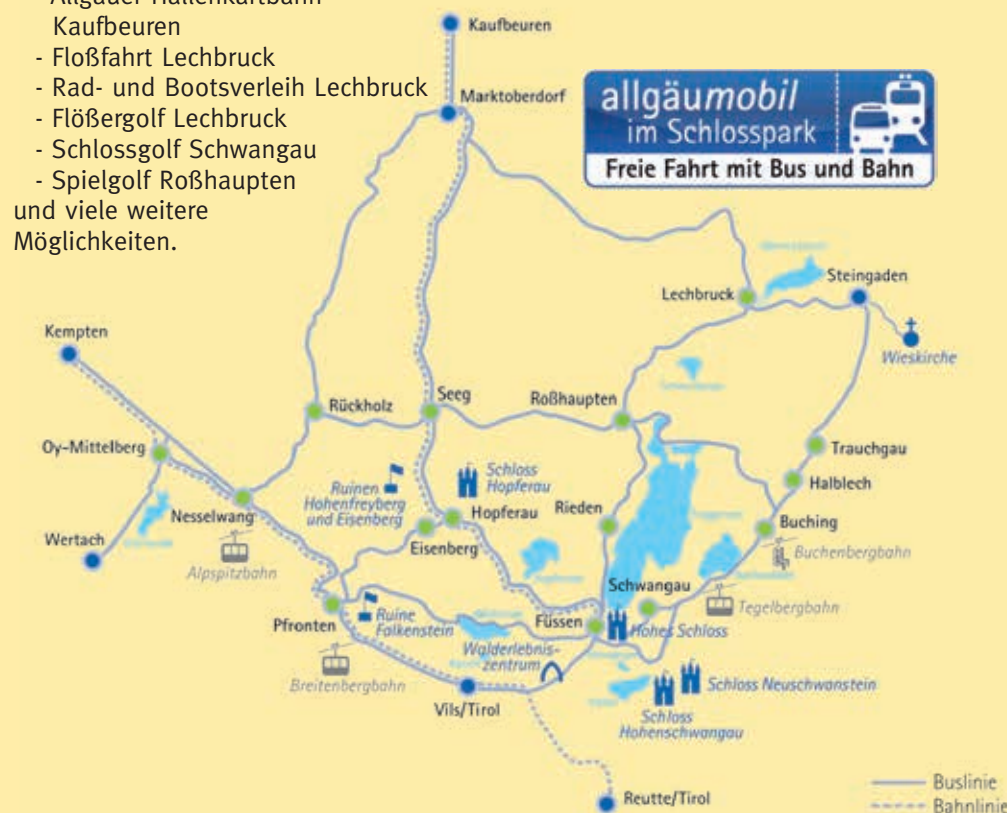 Allgäuer Hallenkartbahn
Kaufbeuren
- Floßfahrt Lechbruck
- Rad- und Bootsverleih Lechbruck
- Flößergolf Lechbruck
- Schlossgolf Schwangau
- Spielgolf Roßhaupten
und viele weitere
Möglichkeiten.
Kaufbeuren
Marktoberdorf
allgäumobil
im Schlosspark
Freie Fahrt mit Bus und Bahn
Lechbruck
Steingaden
Wieskirche
Kempten
Rückholz
Seeg
Roßhaupten
Oy-Mittelberg
Trauchgau
Halblech
Nesselwang
Ruinen
Hohenfreyberg
und Eisenberg
Schloss
Hopferau
Hopferau
Rieden
Buching
Wertach
Alpspitzbahn
Eisenberg
Buchenbergbahn
Schwangau
Tegelbergbahn
Pfronten
Ruine
Falkenstein
Füssen
Hohes Schloss
Walderlebnis-
zentrum
Breitenbergbahn
Vils/Tirol
Schloss Neuschwanstein
Schloss
Hohenschwangau
Reutte/Tirol
Buslinie
Bahnlinie